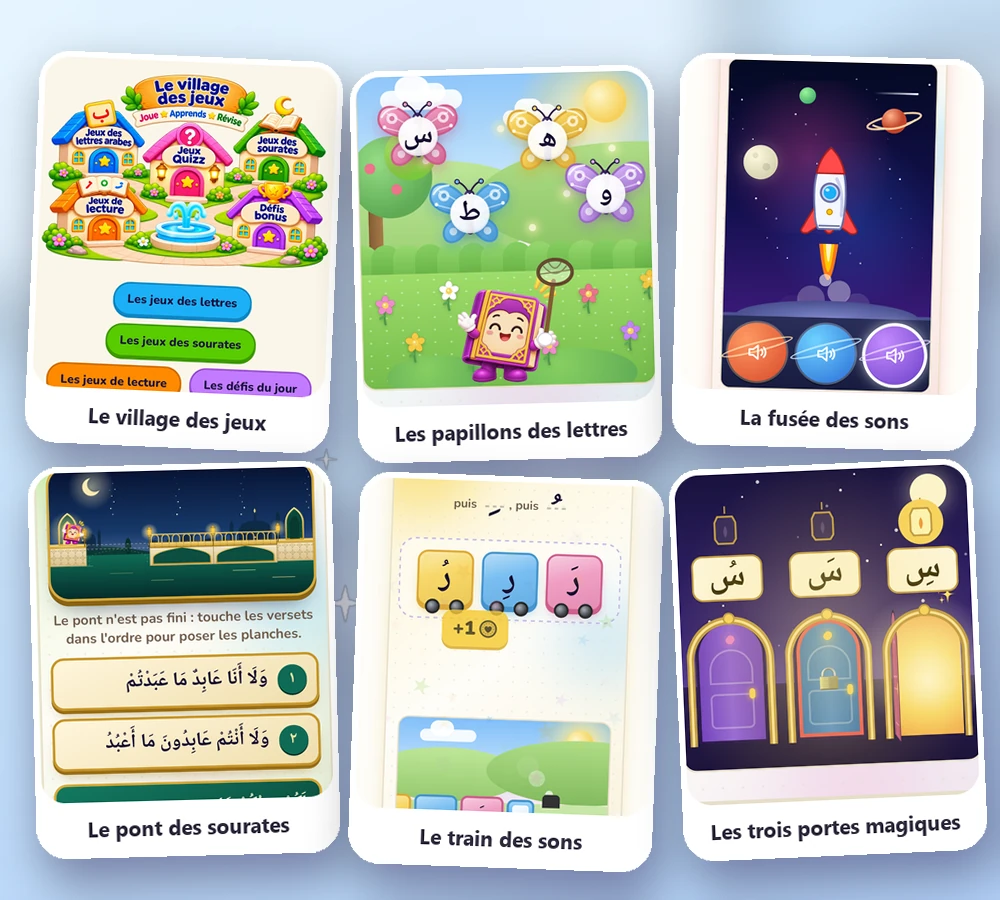 Le village
des jeux
Joue ⭐ Apprends ⭐ Révise
ب
Jeux des
lettres arabes
?
Jeux
Quizz
Jeux des
sourates
Jeux de
lecture
Défis
bonus
Les jeux des lettres
Les jeux des sourates
Les jeux de lecture
Les défis du jour
Le village des jeux
س
ه
ط
و
Les papillons des lettres
La fusée des sons
Le pont n'est pas fini : touche les versets
dans l'ordre pour poser les planches.
وَلَا أَنَا عَابِدٌ مَا عَبَدْتُمْ ١
وَلَا أَنْتُمْ عَابِدُونَ مَا أَعْبُدُ ٢
Le pont des sourates
puis ـِ , puis ـُ
رُ رِ رَ
+1
Le train des sons
سُ سَ سِ
Les trois portes magiques